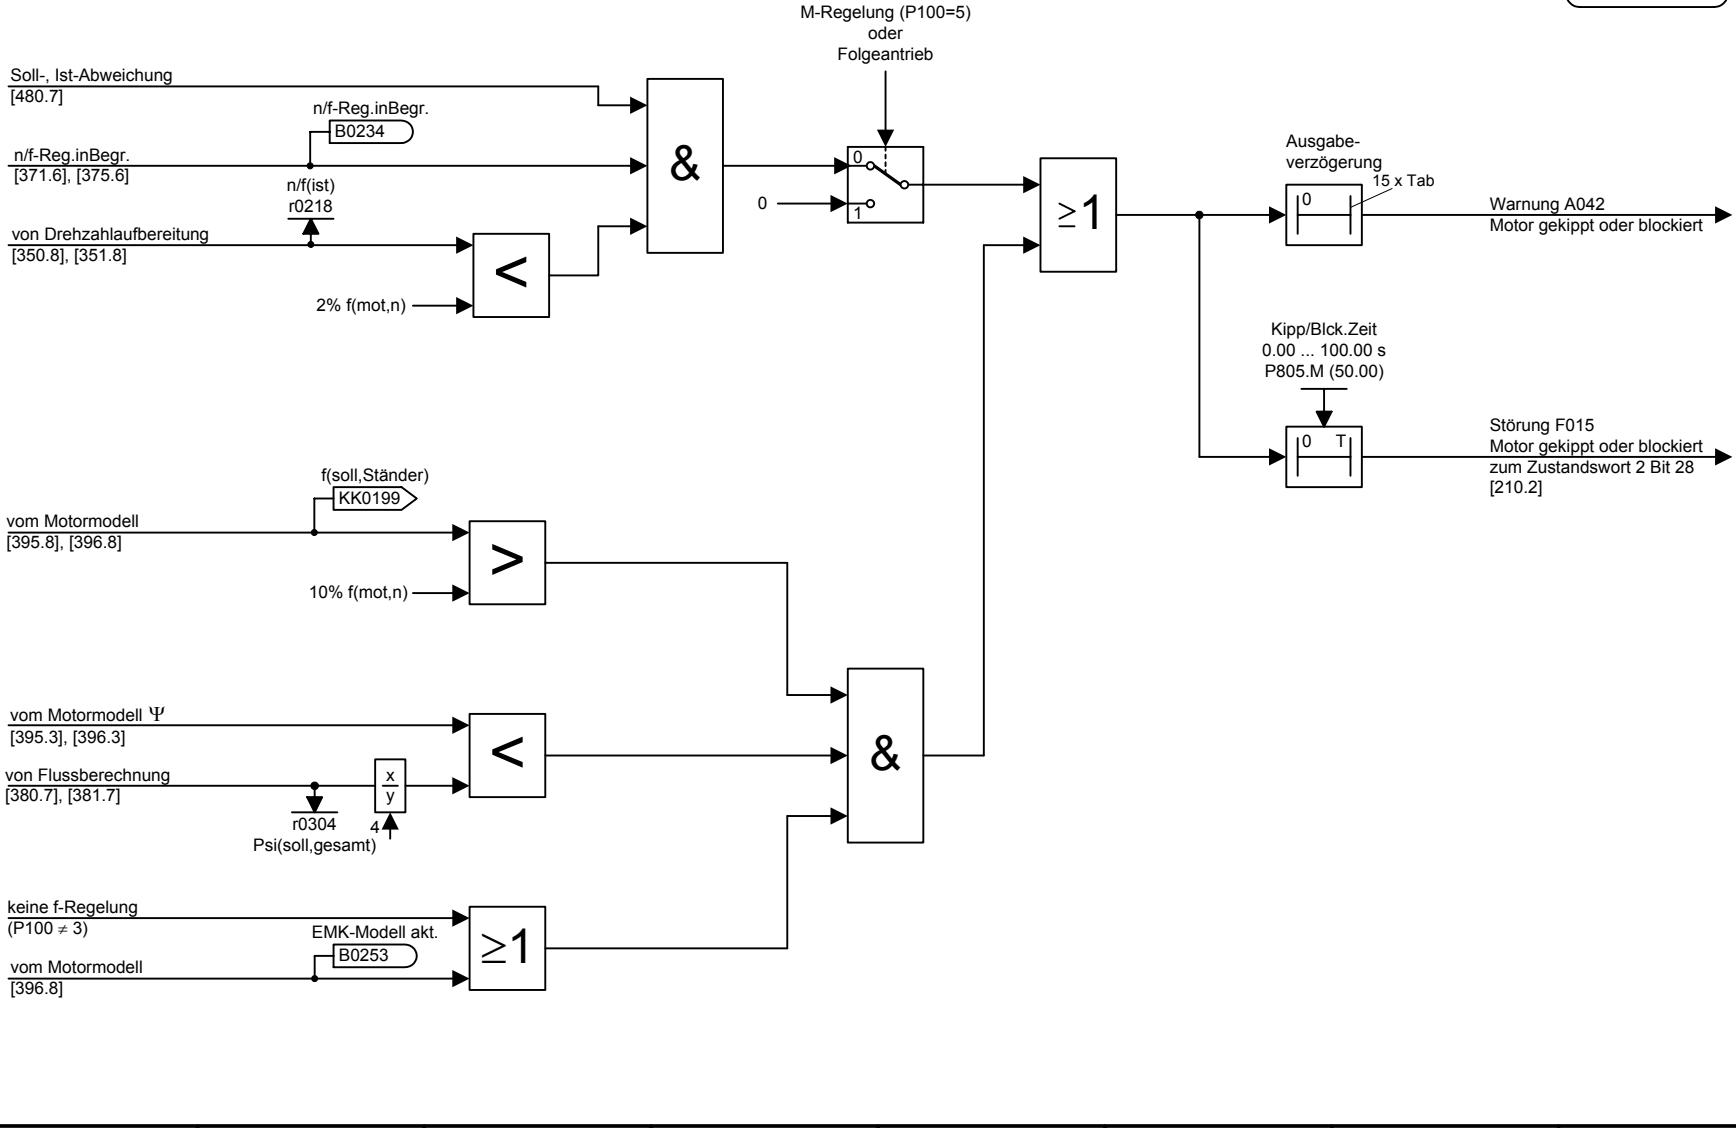 M-Regelung (P100=5)
oder
Folgeantrieb
Soll-, Ist-Abweichung
[480.7]
n/f-Reg.inBegr.
B0234
n/f-Reg.inBegr.
[371.6], [375.6]
n/f(ist)
r0218
von Drehzahlaufbereitung
[350.8], [351.8]
<
2% f(mot,n)
&
0
0
1
≥1
Ausgabe-
verzögerung
15 x Tab
0
Warnung A042
Motor gekippt oder blockiert
Kipp/Blck.Zeit
0.00 ... 100.00 s
P805.M (50.00)
0 T
Störung F015
Motor gekippt oder blockiert
zum Zustandswort 2 Bit 28
[210.2]
f(soll,Ständer)
KK0199
vom Motormodell
[395.8], [396.8]
>
10% f(mot,n)
vom Motormodell Ψ
[395.3], [396.3]
<
von Flussberechnung
[380.7], [381.7]
x
y
4
r0304
Psi(soll,gesamt)
&
keine f-Regelung
(P100 ≠ 3)
EMK-Modell akt.
B0253
vom Motormodell
[396.8]
≥1